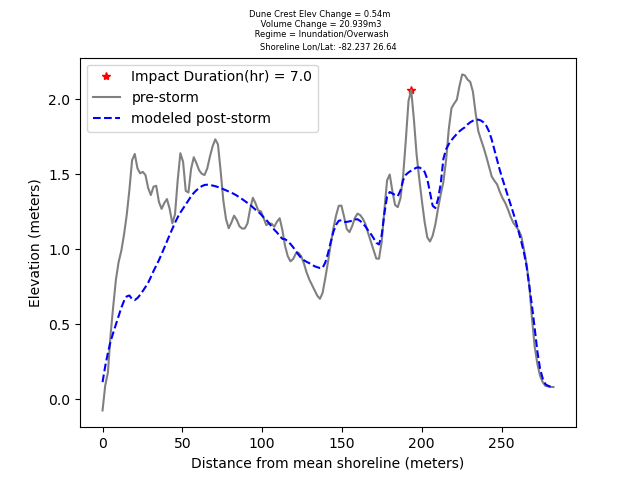 Dune Crest Elev Change = 0.54m
Volume Change = 20.939m3
Regime = Inundation/Overwash
Shoreline Lon/Lat: -82.237 26.64
Impact Duration(hr) = 7.0
pre-storm
modeled post-storm
Elevation (meters)
2.0
1.5
1.0
0.5
0.0
0 50 100 150 200 250
Distance from mean shoreline (meters)